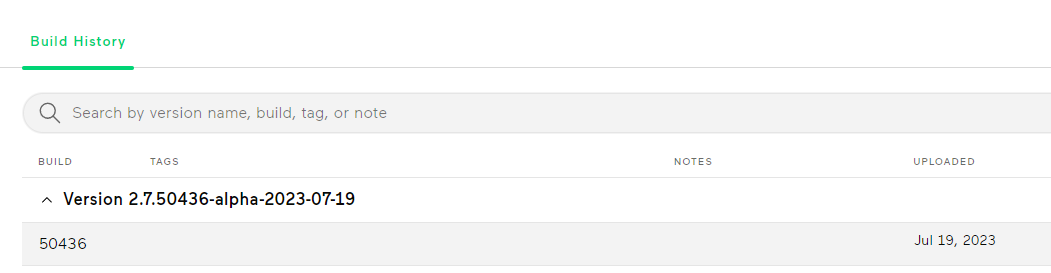 Build History
Search by version name, build, tag, or note
BUILD TAGS NOTES UPLOADED
Version 2.7.50436-alpha-2023-07-19
50436 Jul 19, 2023